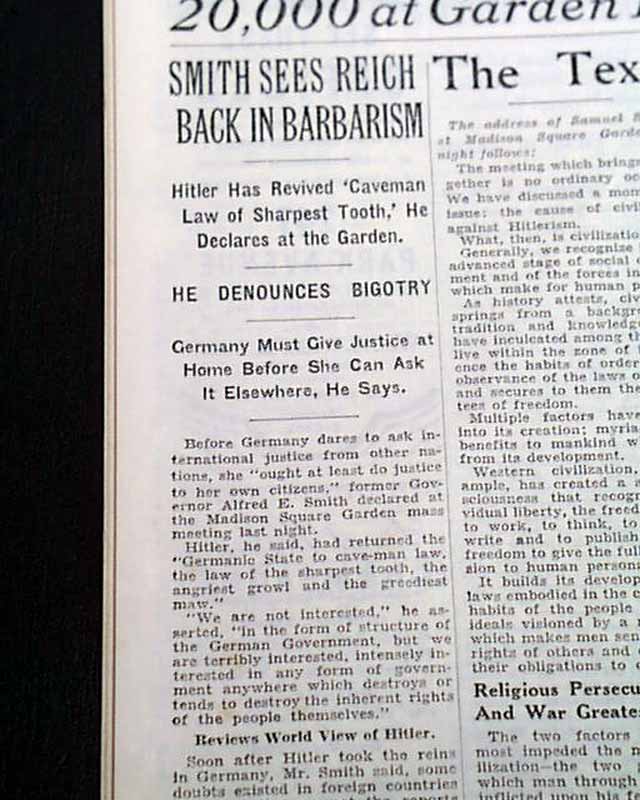 20,000 at Garden
SMITH SEES REICH
BACK IN BARBARISM
Hitler Has Revived 'Caveman
Law of Sharpest Tooth,' He
Declares at the Garden.
HE DENOUNCES BIGOTRY
Germany Must Give Justice at
Home Before She Can Ask
It Elsewhere, He Says.
Before Germany dares to ask in-
ternational justice from other na-
tions, she "ought at least do justice
to her own citizens," former Gov-
ernor Alfred E. Smith declared at
the Madison Square Garden mass
meeting last night.
Hitler, he said, had returned the
"Germanic State to cave-man law,
the law of the sharpest tooth, the
angriest growl and the greediest
maw."
"We are not interested," he as-
serted, "in the form of structure of
the German Government, but we
are terribly interested, intensely in-
terested in any form of govern-
ment anywhere which destroys or
tends to destroy the inherent rights
of the people themselves."
Reviews World View of Hitler.
Soon after Hitler took the reins
in Germany, Mr. Smith said, some
doubts existed in foreign countries
The Tex
The address of Samuel
at Madison Square Garde
night follows:
The meeting which bring
gether is no ordinary oc
We have discussed a mom
issue: the cause of civil
against Hitlerism.
What, then, is civilizatio
Generally, we recognize
advanced stage of social
ment and of the forces in
which make for human p
As history attests, civ
springs from a backgr
tradition and knowledg
have inculcated among th
live within the zone of
ence the habits of order
observance of the laws o
and secures to them the
tees of freedom.
Multiple factors have
into its creation; myria
benefits to mankind w
from its development.
Western civilization,
ample, has created a
sciousness that recog
vidual liberty, the freed
to work, to think, to
write and to publish
freedom to give the full
sion to human persona
It builds its develop
laws embodied in the c
habits of the people
ideals visioned by a
which makes men sen
rights of others and
their obligations to
Religious Persecu
And War Greate
The two factors
most impeded the m
ilization—the two
which man through
inflicted upon his fe